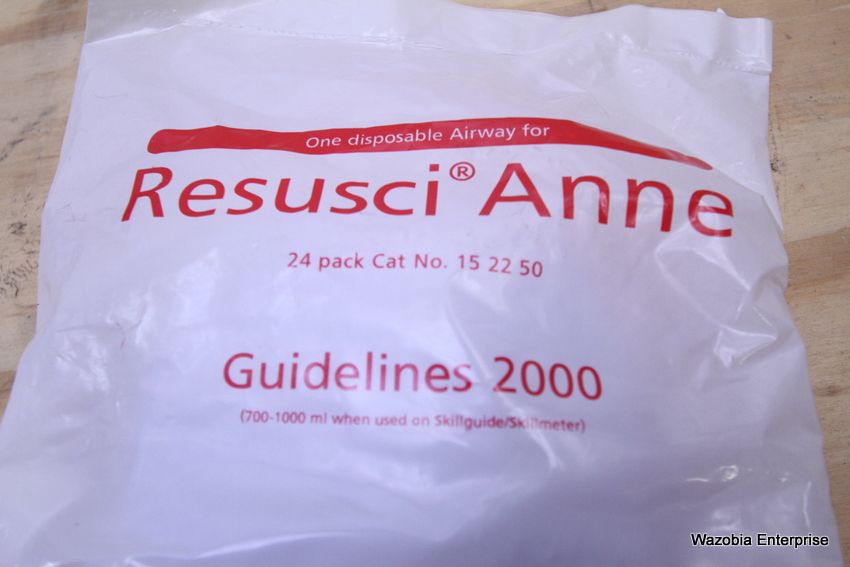 One disposable Airway for
Resusci® Anne
24 pack Cat No. 15 22 50
Guidelines 2000
(700-1000 ml when used on Skillguide/Skillmeter)
Wazobia Enterprise